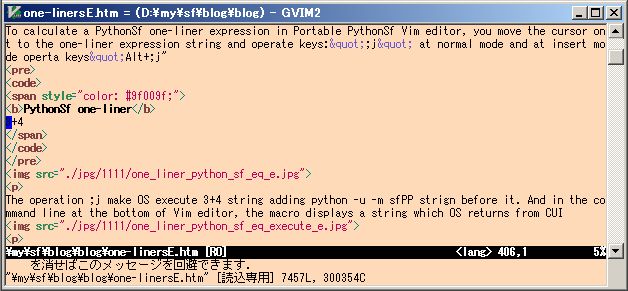 one-linersE.htm = (D:¥my¥sf¥blog¥blog) - GVIM2
To calculate a PythonSf one-liner expression in Portable PythonSf Vim editor, you move the cursor on
t to the one-liner expression string and operate keys:&quot;;j&quot; at normal mode and at insert mo
de operta keys&quot;Alt+;j"
<pre>
<code>
<span style="color: #9f009f;">
<b>PythonSf one-liner</b>
+4
</span>
</code>
</pre>
<img src="./jpg/1111/one_liner_python_sf_eq_e.jpg">
<p>
The operation ;j make OS execute 3+4 string adding python -u -m sfPP strign before it. And in the co
mmand line at the bottom of Vim editor, the macro displays a string which OS returns from CUI
<img src="./jpg/1111/one_liner_python_sf_eq_execute_e.jpg">
<p>
¥my¥sf¥blog¥blog¥one-linersE.htm [RO] <lang> 406,1 5%
を消せばこのメッセージを回避できます.
"¥my¥sf¥blog¥blog¥one-linersE.htm" [読込専用] 7457L, 300354C